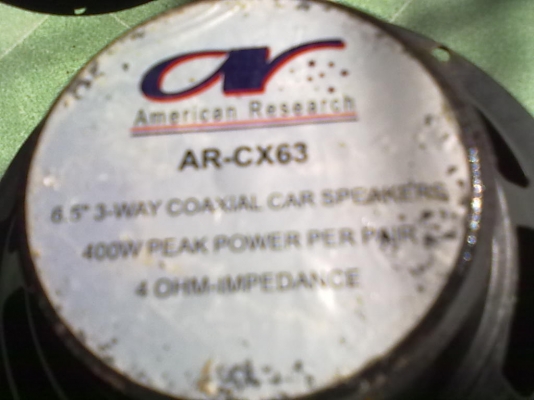 ar
American Research
AR-CX63
6.5" 3-WAY COAXIAL CAR SPEAKERS
400W PEAK POWER PER PAIR
4 OHM-IMPEDANCE